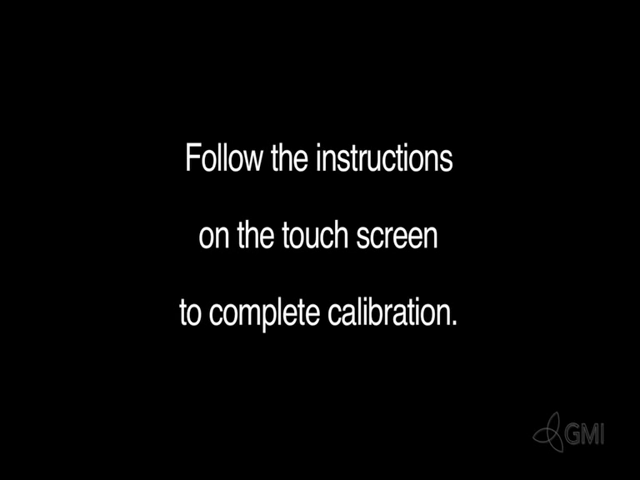 Follow the instructions
on the touch screen
to complete calibration.
GMI